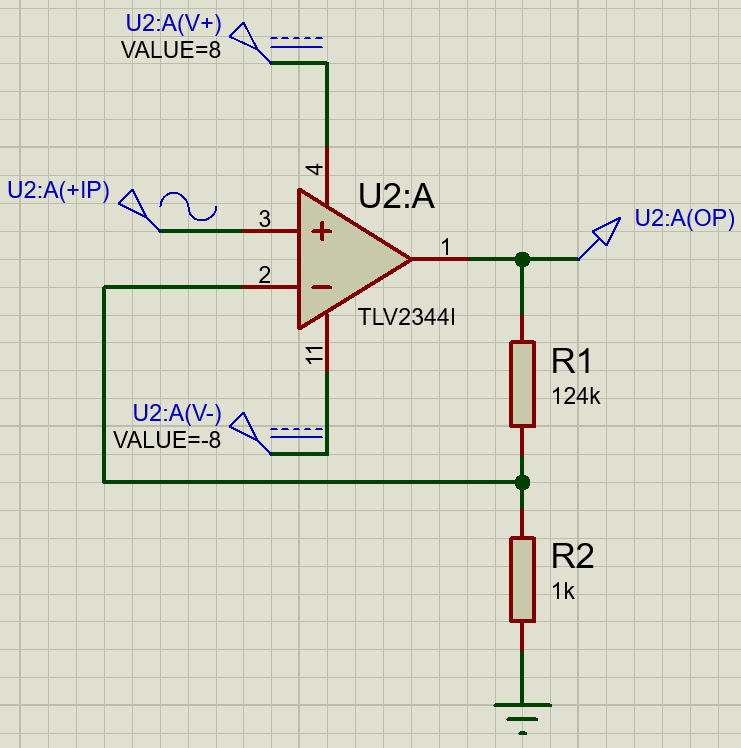 U2:A(V+)
VALUE=8
4
U2:A(+IP)
3
U2:A
+
1
U2:A(OP)
2
−
TLV2344I
11
R1
124k
U2:A(V-)
VALUE=-8
R2
1k